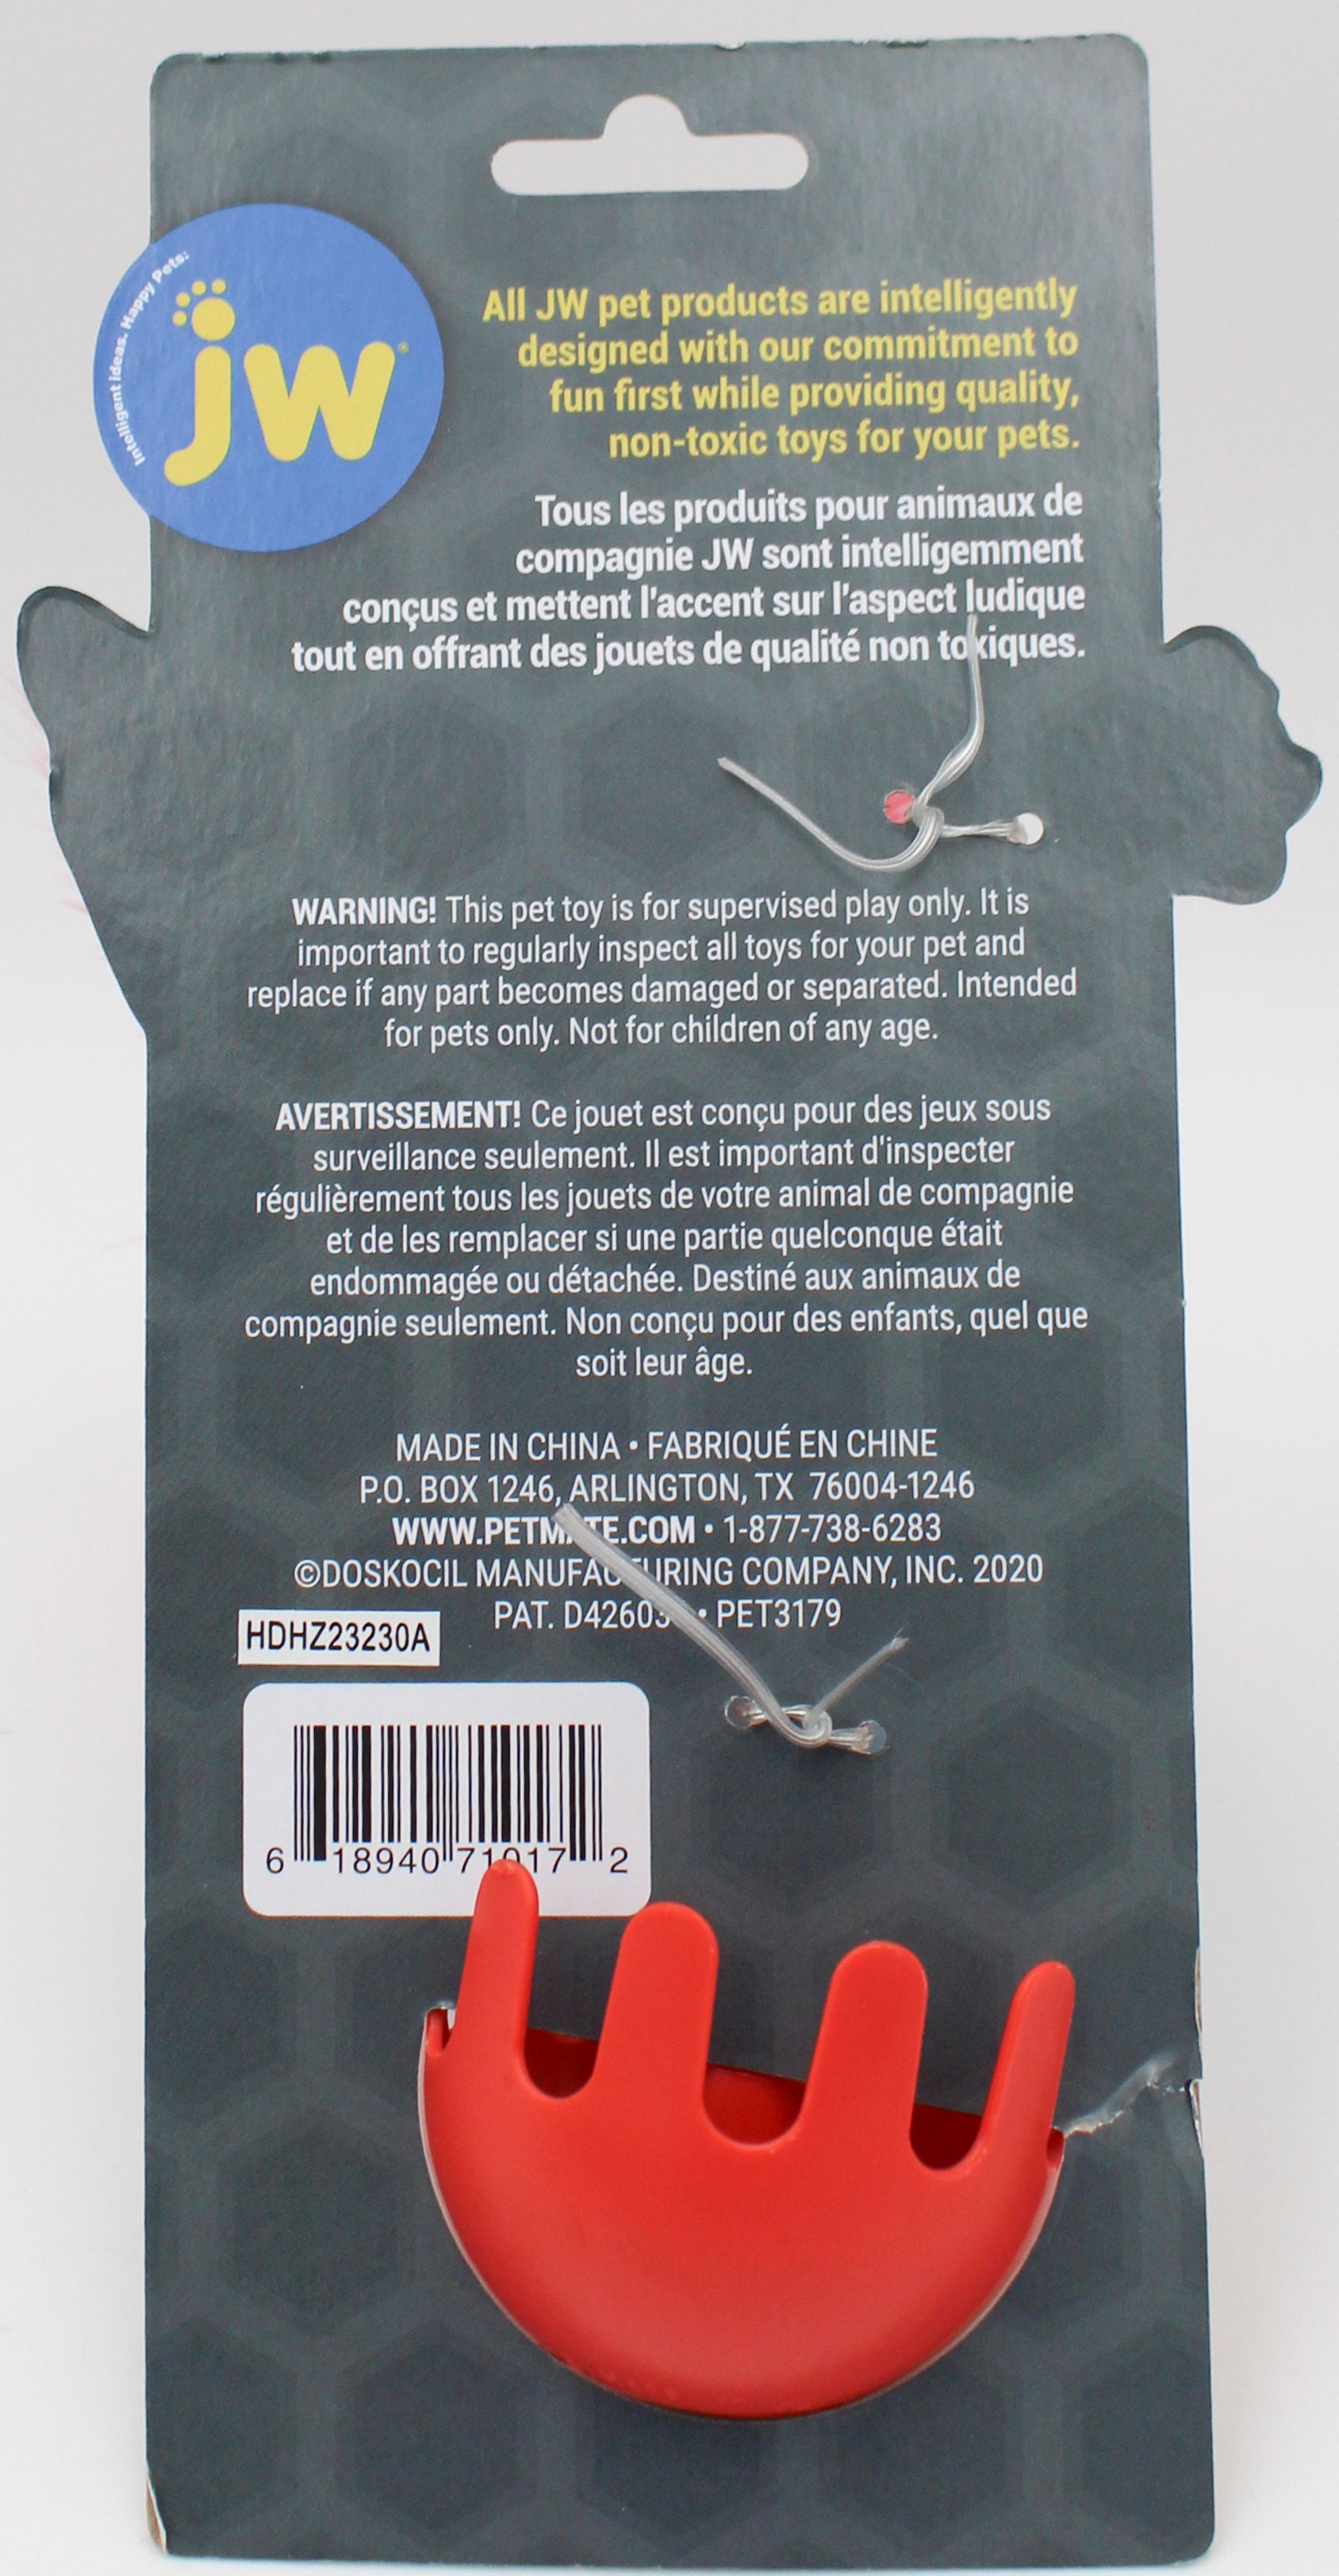 Intelligent ideas. Happy Pets:
jw®
All JW pet products are intelligently
designed with our commitment to
fun first while providing quality,
non-toxic toys for your pets.
Tous les produits pour animaux de
compagnie JW sont intelligemment
conçus et mettent l'accent sur l'aspect ludique
tout en offrant des jouets de qualité non toxiques.
WARNING! This pet toy is for supervised play only. It is
important to regularly inspect all toys for your pet and
replace if any part becomes damaged or separated. Intended
for pets only. Not for children of any age.
AVERTISSEMENT! Ce jouet est conçu pour des jeux sous
surveillance seulement. Il est important d'inspecter
régulièrement tous les jouets de votre animal de compagnie
et de les remplacer si une partie quelconque était
endommagée ou détachée. Destiné aux animaux de
compagnie seulement. Non conçu pour des enfants, quel que
soit leur âge.
MADE IN CHINA • FABRIQUÉ EN CHINE
P.O. BOX 1246, ARLINGTON, TX 76004-1246
WWW.PETMATE.COM • 1-877-738-6283
©DOSKOCIL MANUFACTURING COMPANY, INC. 2020
PAT. • PET3179
HDHZ23230A
6 18940 71017 2